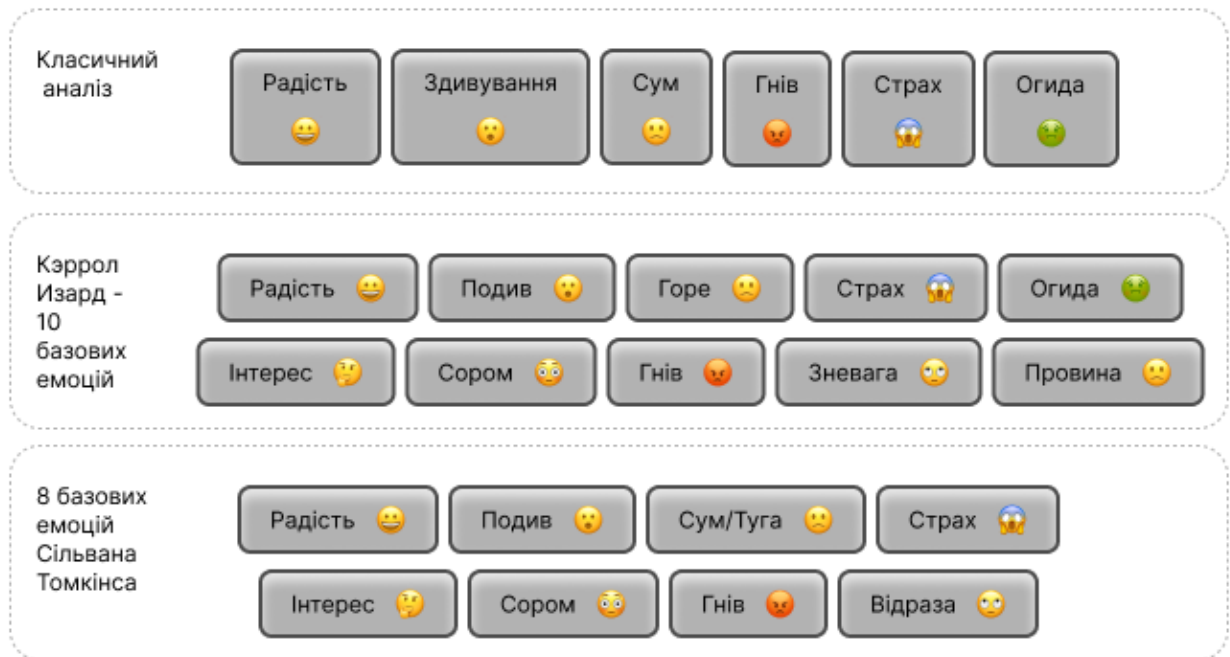 Класичний
аналіз
Радість Здивування Сум Гнів Страх Огида
Кэррол
Изард -
10
базових
емоцій
Радість Подив Горе Страх Огида
Інтерес Сором Гнів Зневага Провина
8 базових
емоцій
Сільвана
Томкінса
Радість Подив Сум/Туга Страх
Інтерес Сором Гнів Відраза